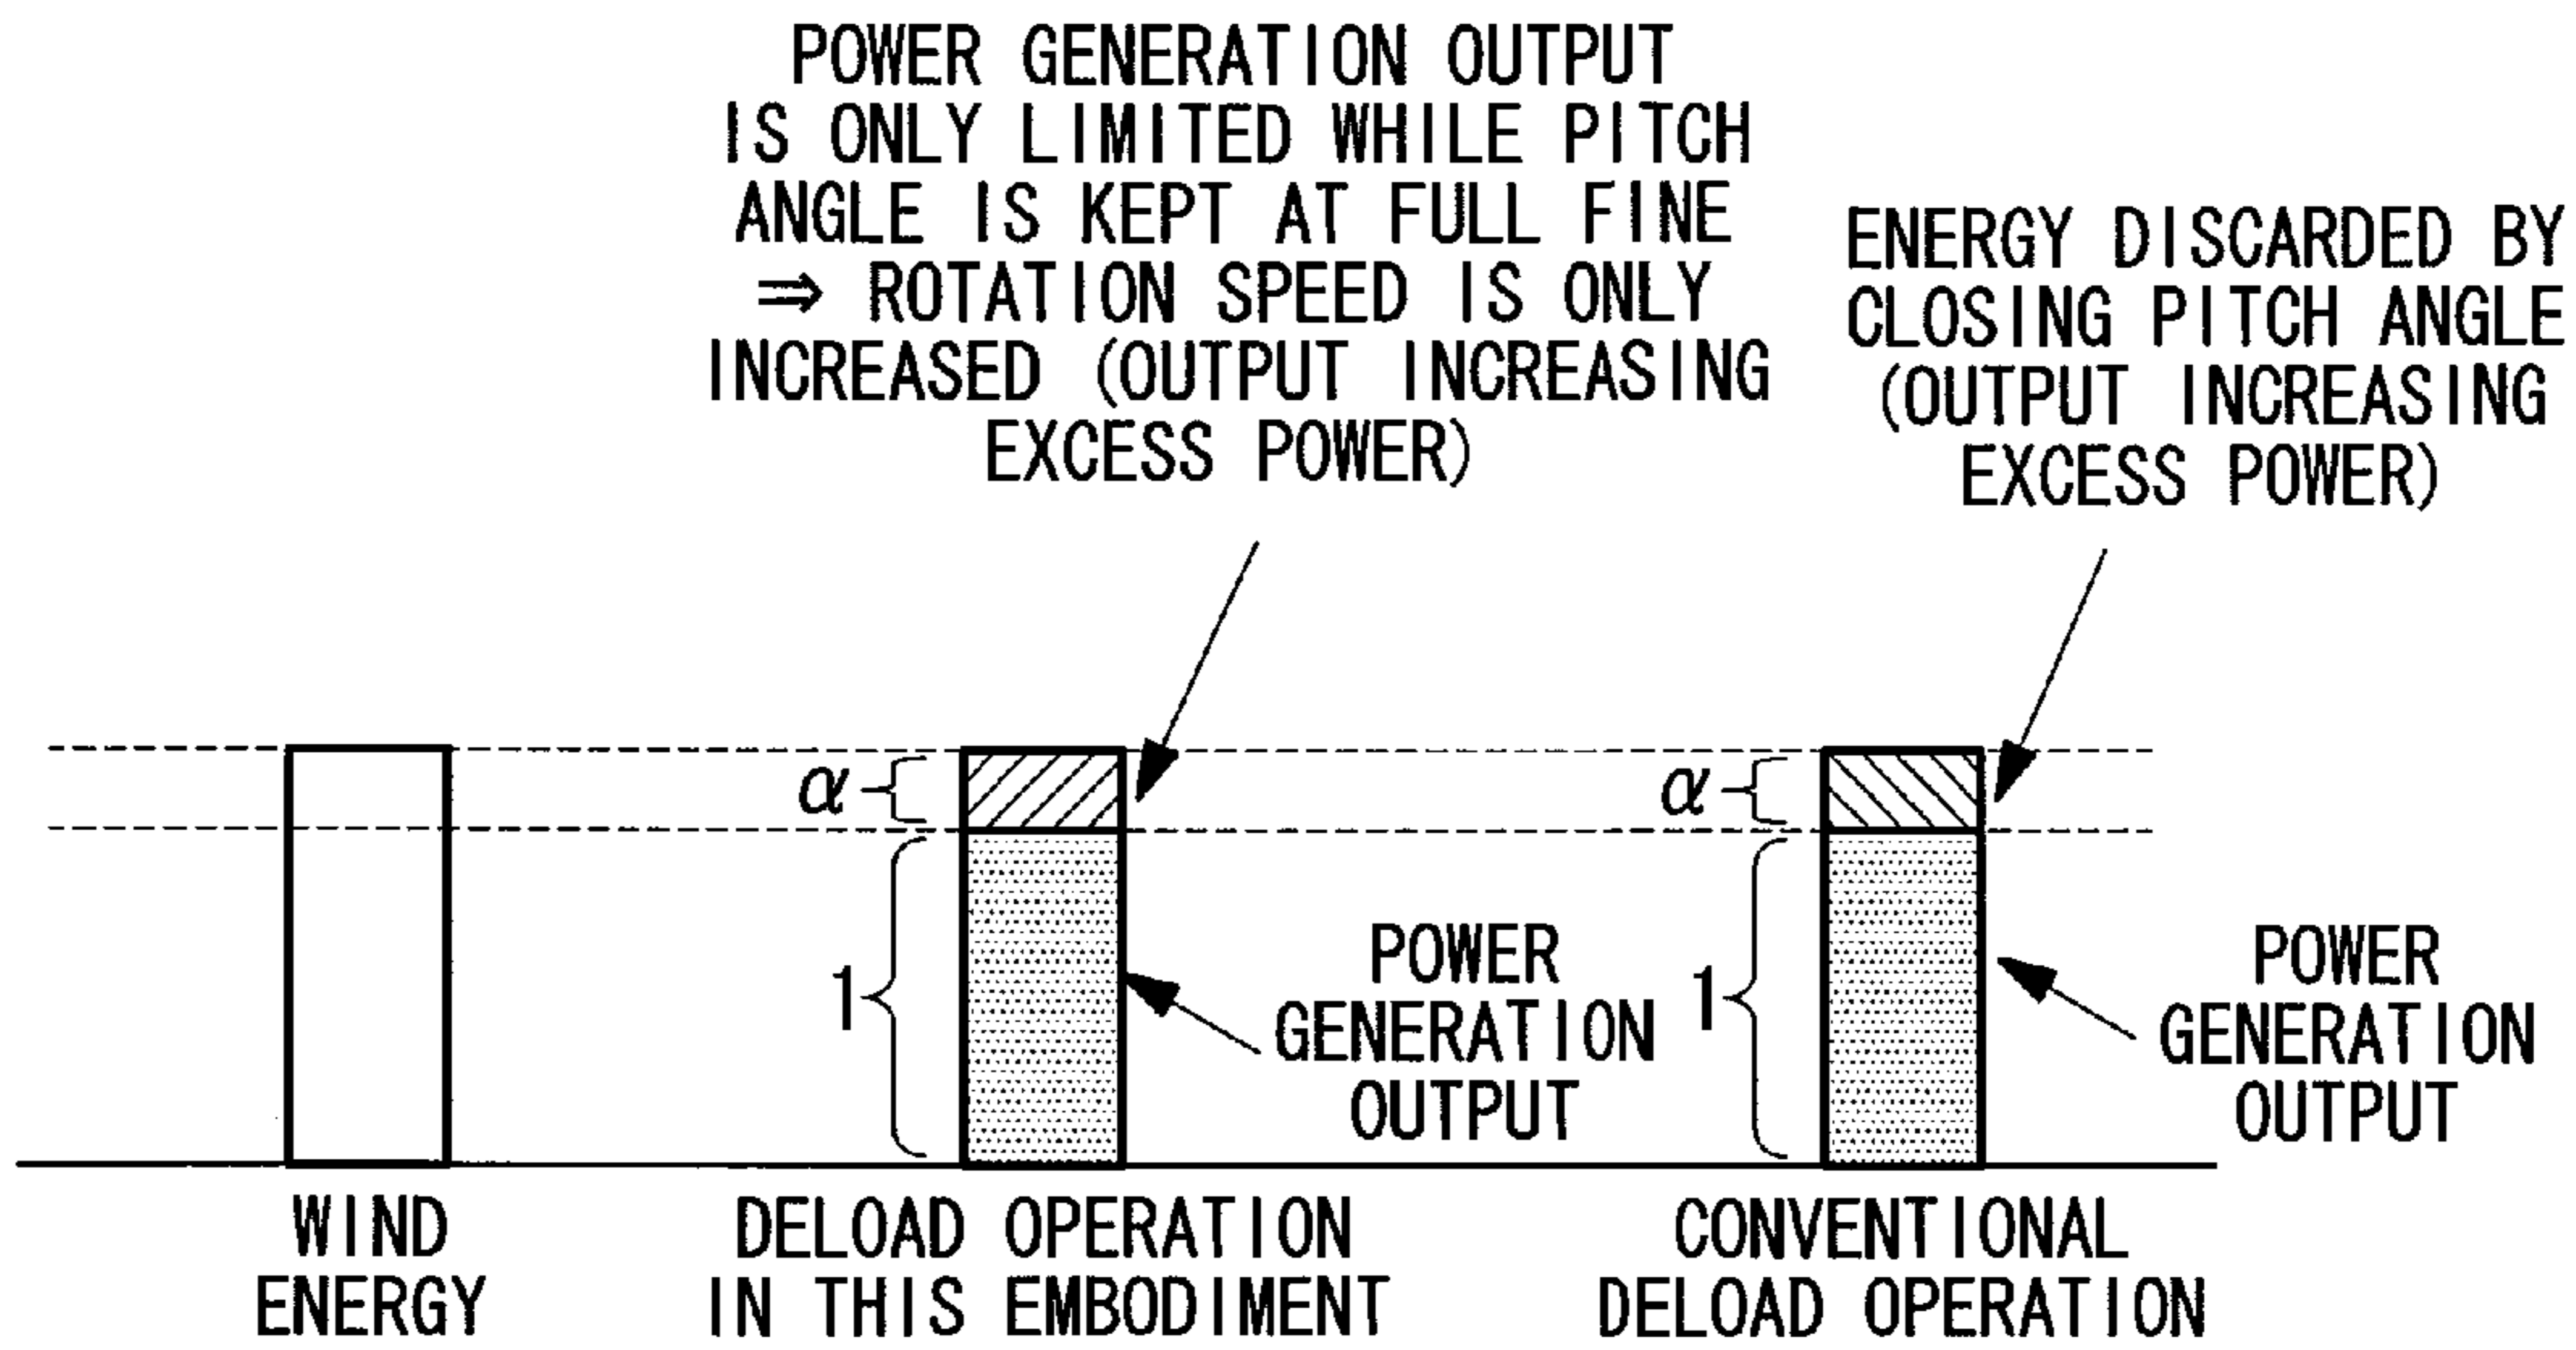 POWER GENERATION OUTPUT
IS ONLY LIMITED WHILE PITCH
ANGLE IS KEPT AT FULL FINE
⇒ ROTATION SPEED IS ONLY
INCREASED (OUTPUT INCREASING
EXCESS POWER)
ENERGY DISCARDED BY
CLOSING PITCH ANGLE
(OUTPUT INCREASING
EXCESS POWER)
α
α
1
POWER
GENERATION
OUTPUT
1
POWER
GENERATION
OUTPUT
WIND
ENERGY
DELOAD OPERATION
IN THIS EMBODIMENT
CONVENTIONAL
DELOAD OPERATION